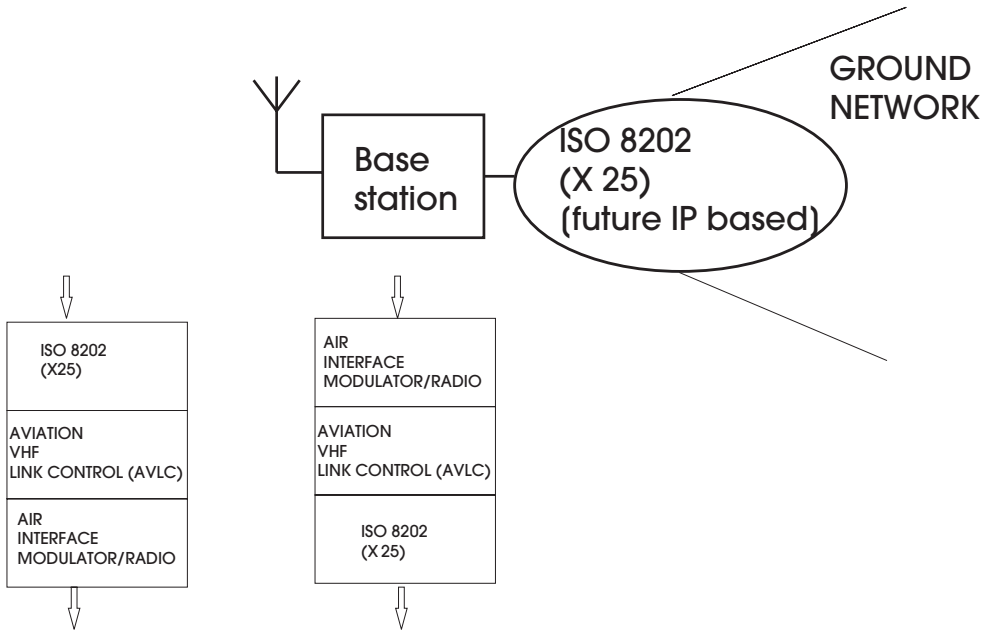 GROUND
NETWORK
Base
station
ISO 8202
(X 25)
(future IP based)
ISO 8202
(X25)
AVIATION
VHF
LINK CONTROL (AVLC)
AIR
INTERFACE
MODULATOR/RADIO
AIR
INTERFACE
MODULATOR/RADIO
AVIATION
VHF
LINK CONTROL (AVLC)
ISO 8202
(X 25)